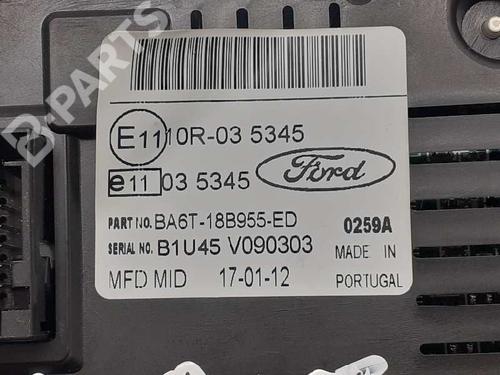 E11 10R-03 5345
e11 03 5345 Ford
PART NO. BA6T-18B955-ED 0259A
SERIAL NO. B1U45 V090303 MADE IN
MFD MID 17-01-12 PORTUGAL